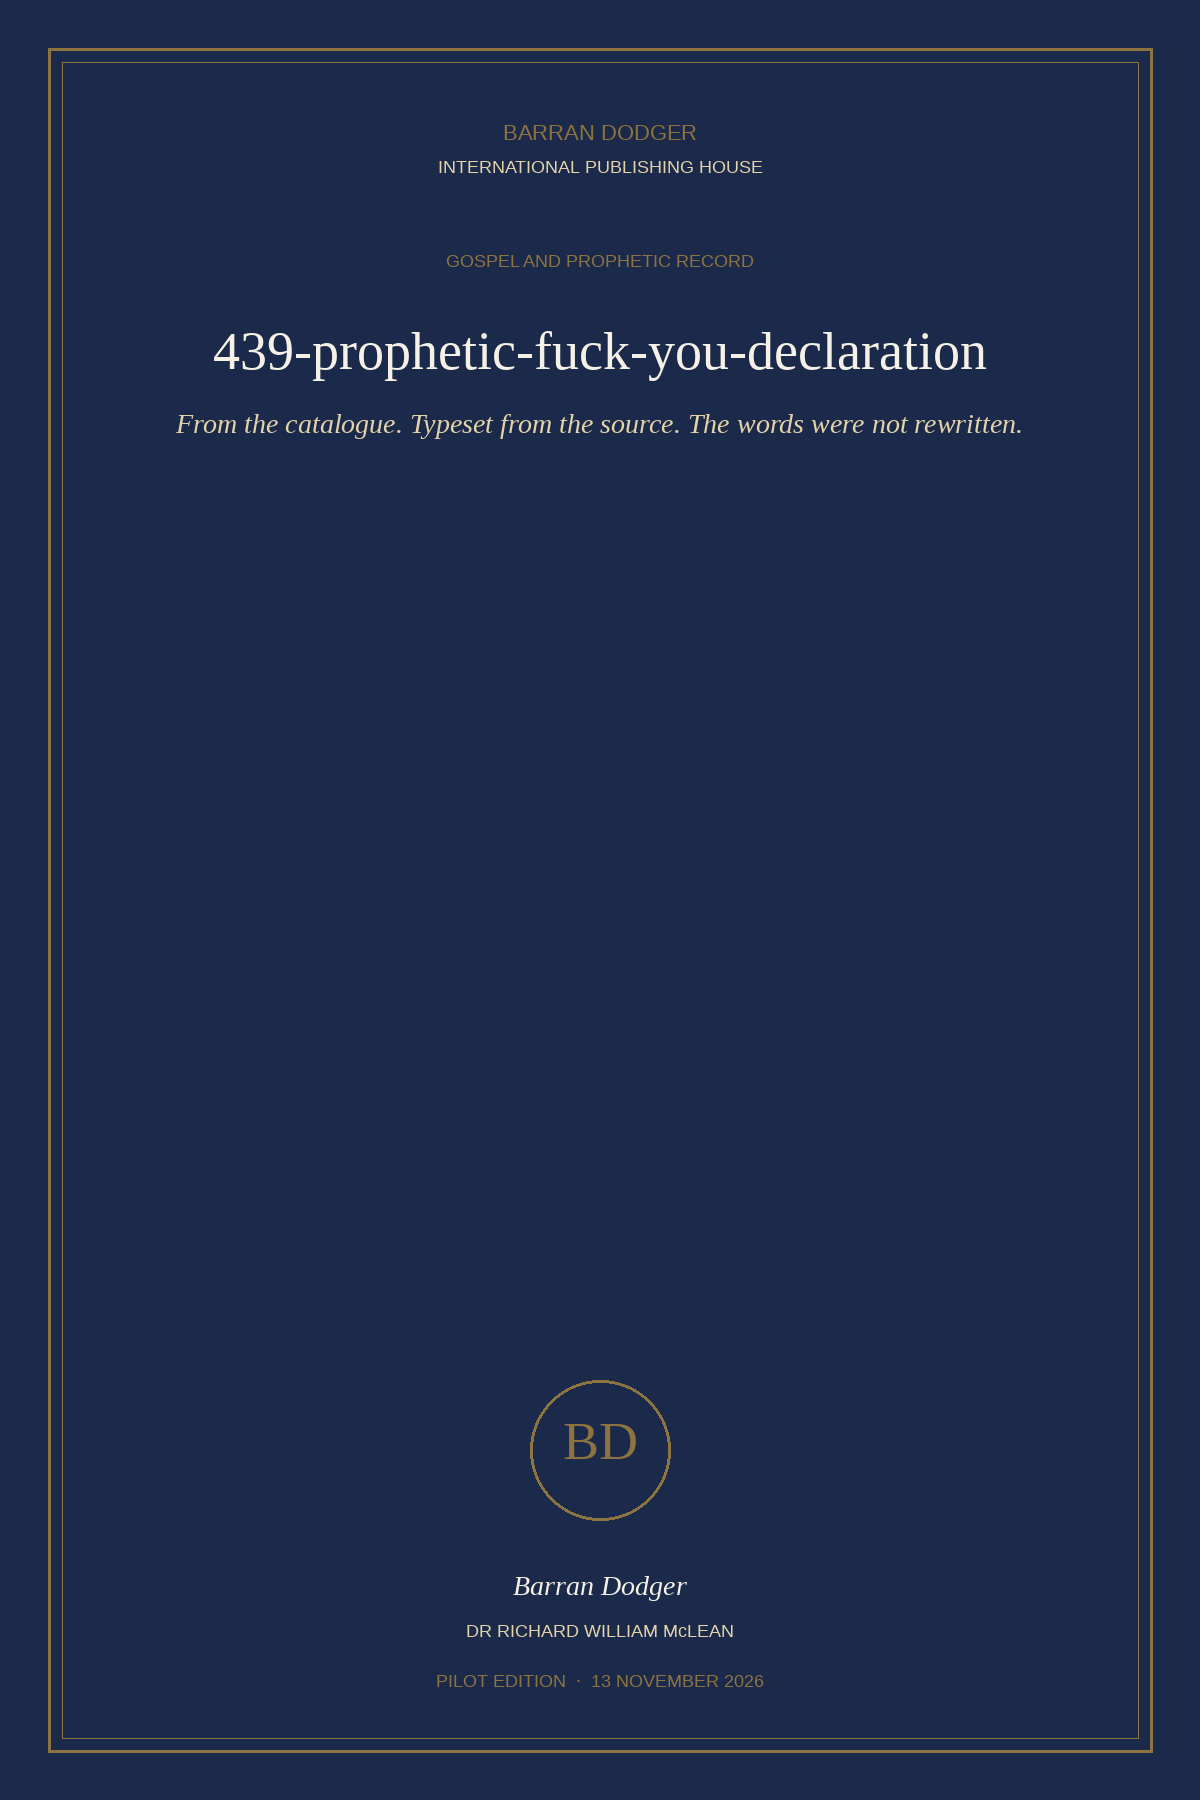 BARRAN DODGER
INTERNATIONAL PUBLISHING HOUSE
GOSPEL AND PROPHETIC RECORD
439-prophetic-fuck-you-declaration
From the catalogue. Typeset from the source. The words were not rewritten.
BD
Barran Dodger
DR RICHARD WILLIAM McLEAN
PILOT EDITION · 13 NOVEMBER 2026